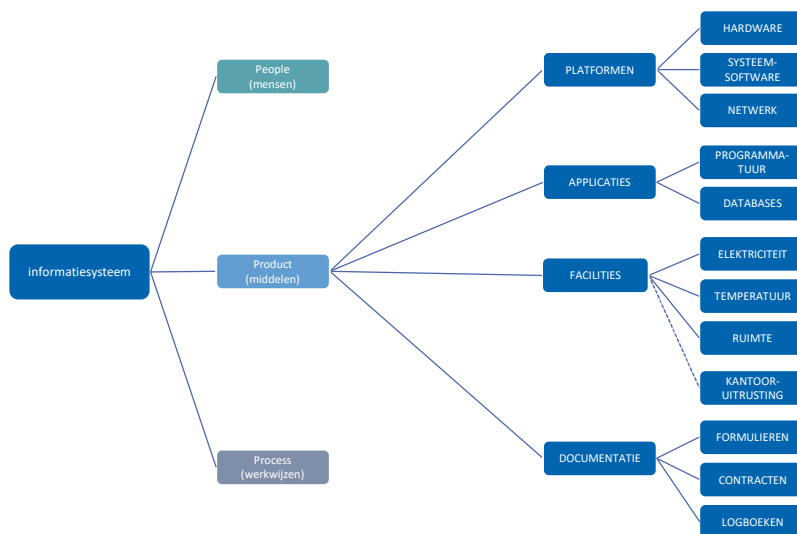 informatiesysteem
People
(mensen)
Product
(middelen)
Process
(werkwijzen)
PLATFORMEN
HARDWARE
SYSTEEM-
SOFTWARE
NETWERK
APPLICATIES
PROGRAMMA-
TUUR
DATABASES
FACILITIES
ELEKTRICITEIT
TEMPERATUUR
RUIMTE
KANTOOR-
UITRUSTING
DOCUMENTATIE
FORMULIEREN
CONTRACTEN
LOGBOEKEN